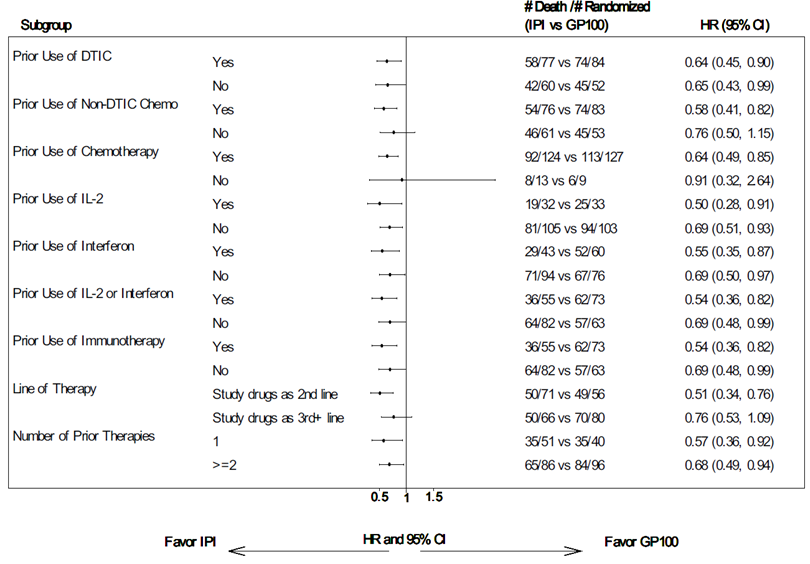 # Death / # Randomized
Subgroup (IPI vs GP100) HR (95% CI)
Prior Use of DTIC Yes 58/77 vs 74/84 0.64 (0.45, 0.90)
No 42/60 vs 45/52 0.65 (0.43, 0.99)
Prior Use of Non-DTIC Chemo Yes 54/76 vs 74/83 0.58 (0.41, 0.82)
No 46/61 vs 45/53 0.76 (0.50, 1.15)
Prior Use of Chemotherapy Yes 92/124 vs 113/127 0.64 (0.49, 0.85)
No 8/13 vs 6/9 0.91 (0.32, 2.64)
Prior Use of IL-2 Yes 19/32 vs 25/33 0.50 (0.28, 0.91)
No 81/105 vs 94/103 0.69 (0.51, 0.93)
Prior Use of Interferon Yes 29/43 vs 52/60 0.55 (0.35, 0.87)
No 71/94 vs 67/76 0.69 (0.50, 0.97)
Prior Use of IL-2 or Interferon Yes 36/55 vs 62/73 0.54 (0.36, 0.82)
No 64/82 vs 57/63 0.69 (0.48, 0.99)
Prior Use of Immunotherapy Yes 36/55 vs 62/73 0.54 (0.36, 0.82)
No 64/82 vs 57/63 0.69 (0.48, 0.99)
Line of Therapy Study drugs as 2nd line 50/71 vs 49/56 0.51 (0.34, 0.76)
Study drugs as 3rd+ line 50/66 vs 70/80 0.76 (0.53, 1.09)
Number of Prior Therapies 1 35/51 vs 35/40 0.57 (0.36, 0.92)
>=2 65/86 vs 84/96 0.68 (0.49, 0.94)
0.5 1 1.5
Favor IPI HR and 95% CI Favor GP100